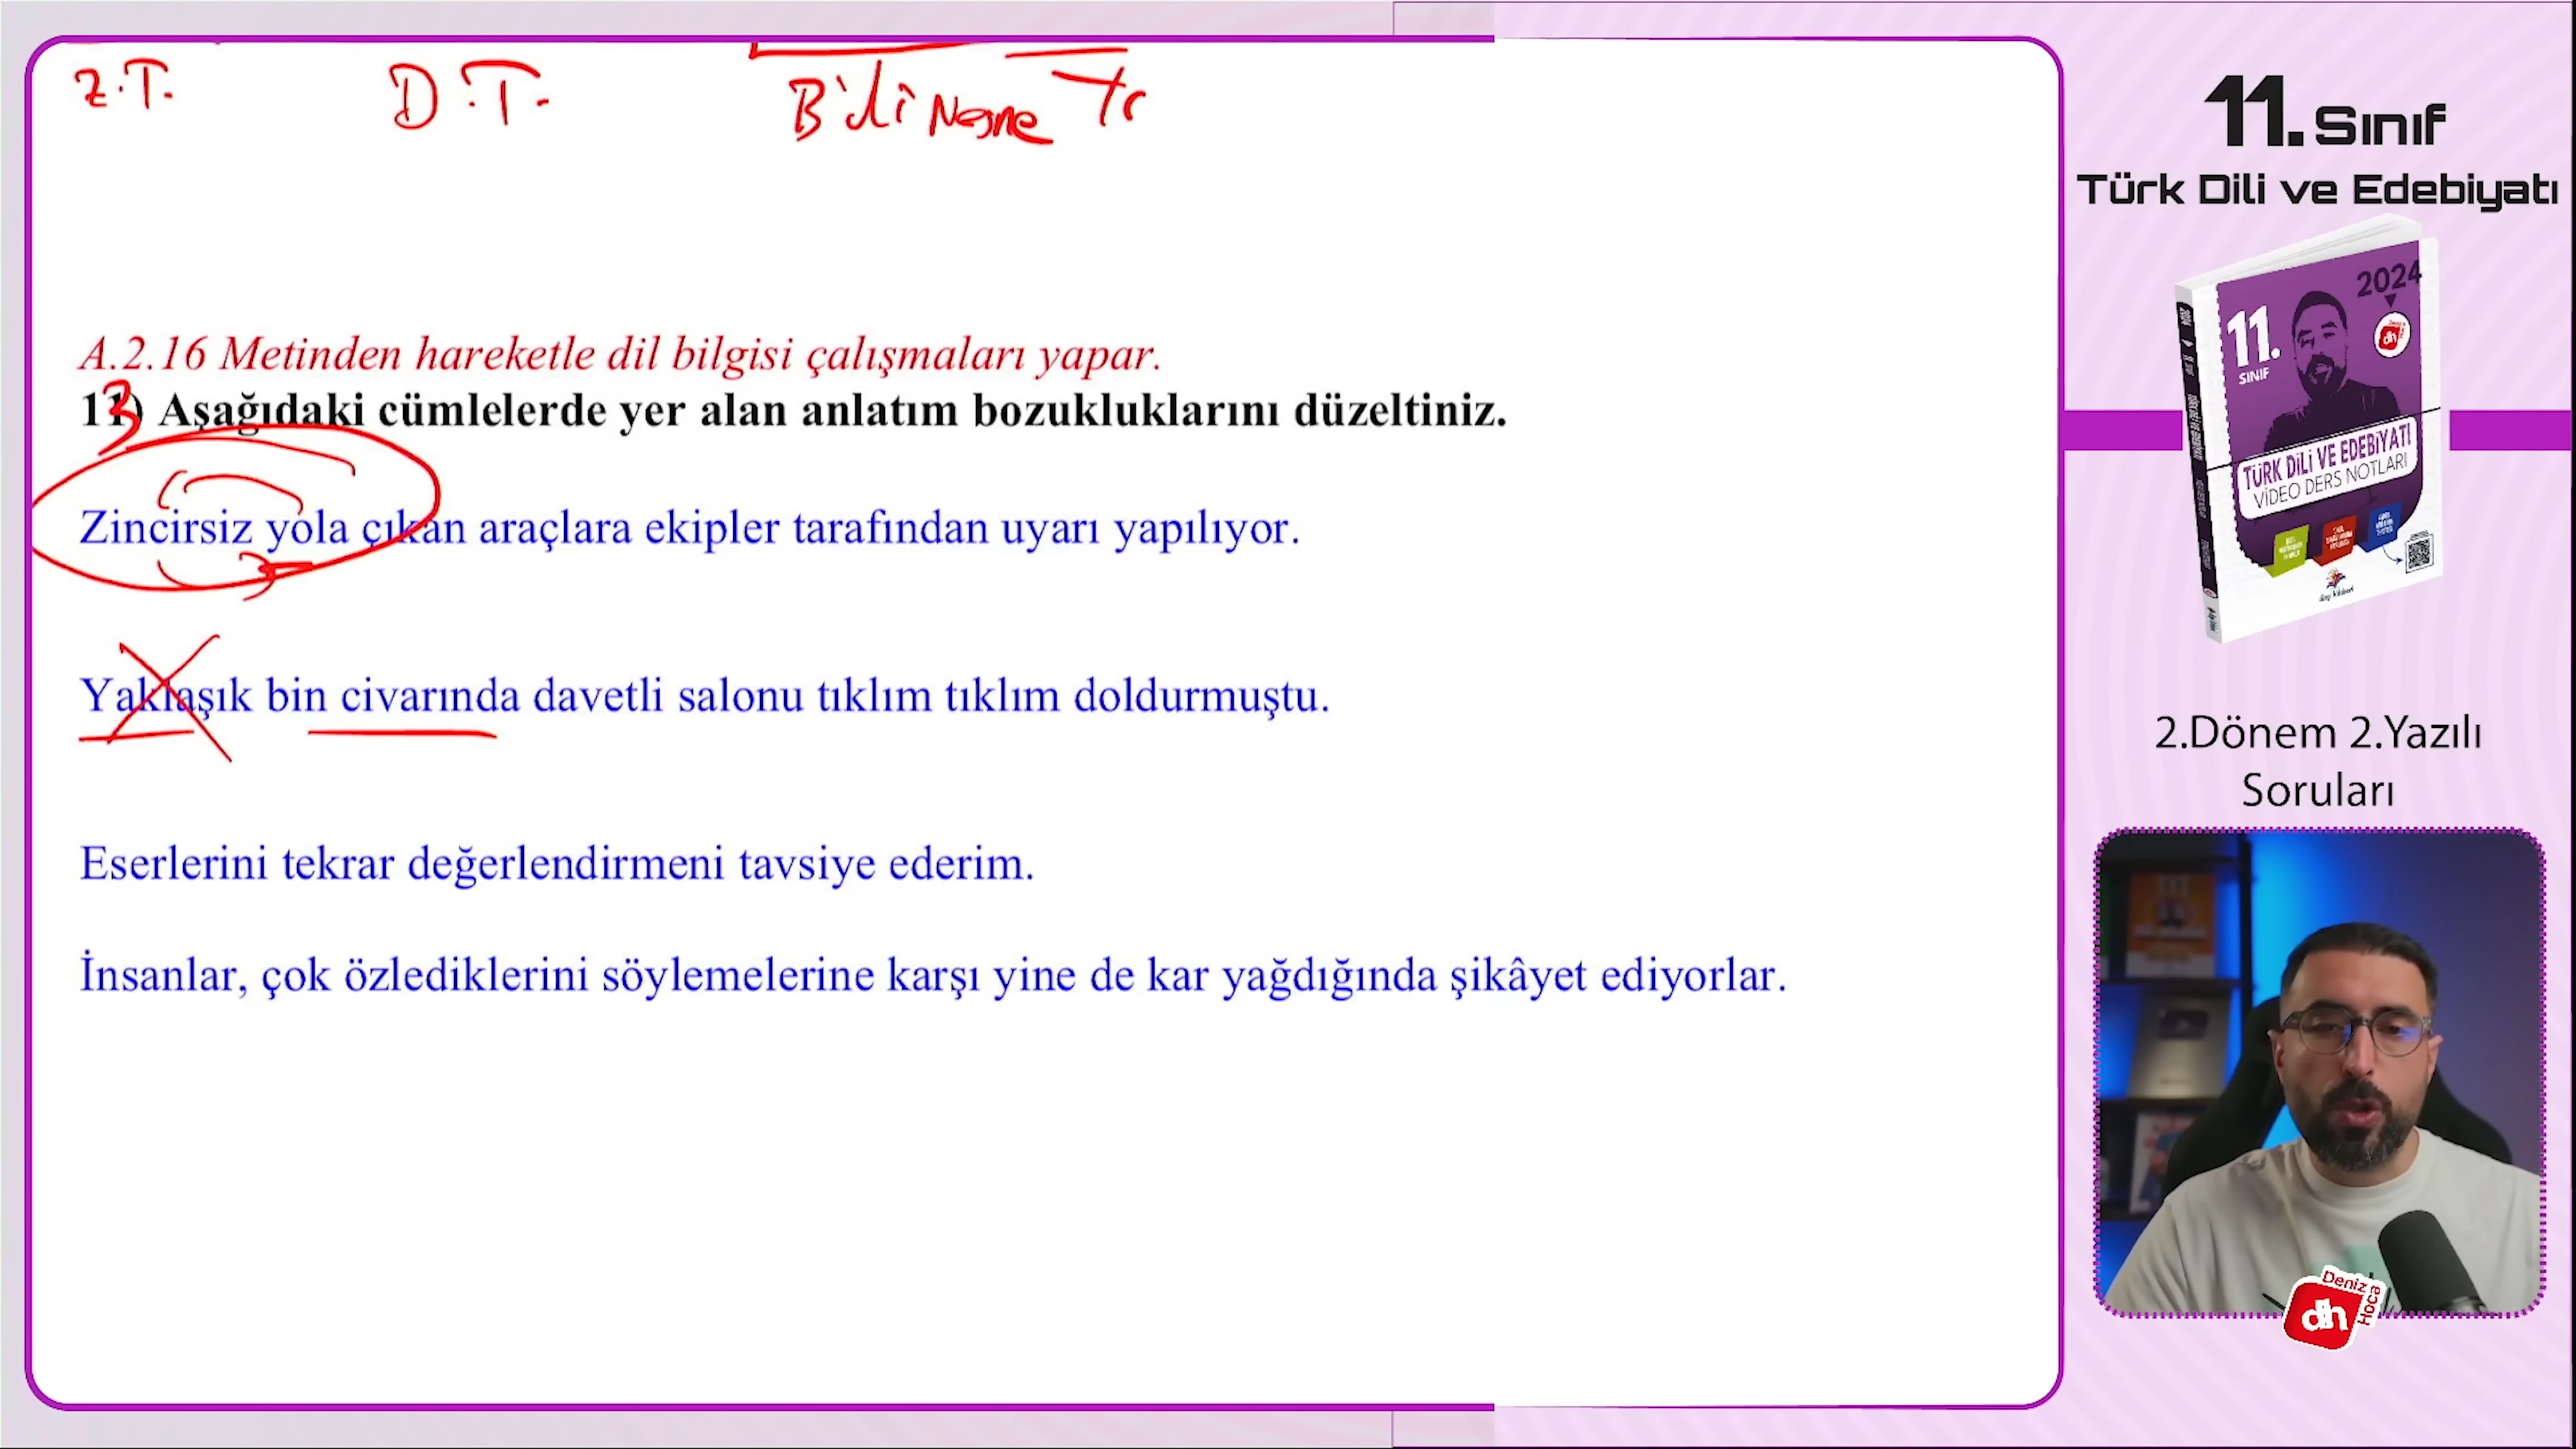 Z.T.
D.T.
B'li Nesne
11. Sınıf
Türk Dili ve Edebiyatı
2024
11.
SINIF
TÜRK DİLİ VE EDEBİYATI
VİDEO DERS NOTLARI
A.2.16 Metinden hareketle dil bilgisi çalışmaları yapar.
3
11) Aşağıdaki cümlelerde yer alan anlatım bozukluklarını düzeltiniz.
Zincirsiz yola çıkan araçlara ekipler tarafından uyarı yapılıyor.
Yaklaşık bin civarında davetli salonu tıklım tıklım doldurmuştu.
Eserlerini tekrar değerlendirmeni tavsiye ederim.
İnsanlar, çok özlediklerini söylemelerine karşı yine de kar yağdığında şikâyet ediyorlar.
2.Dönem 2.Yazılı
Soruları
Deniz
Hoca
dh